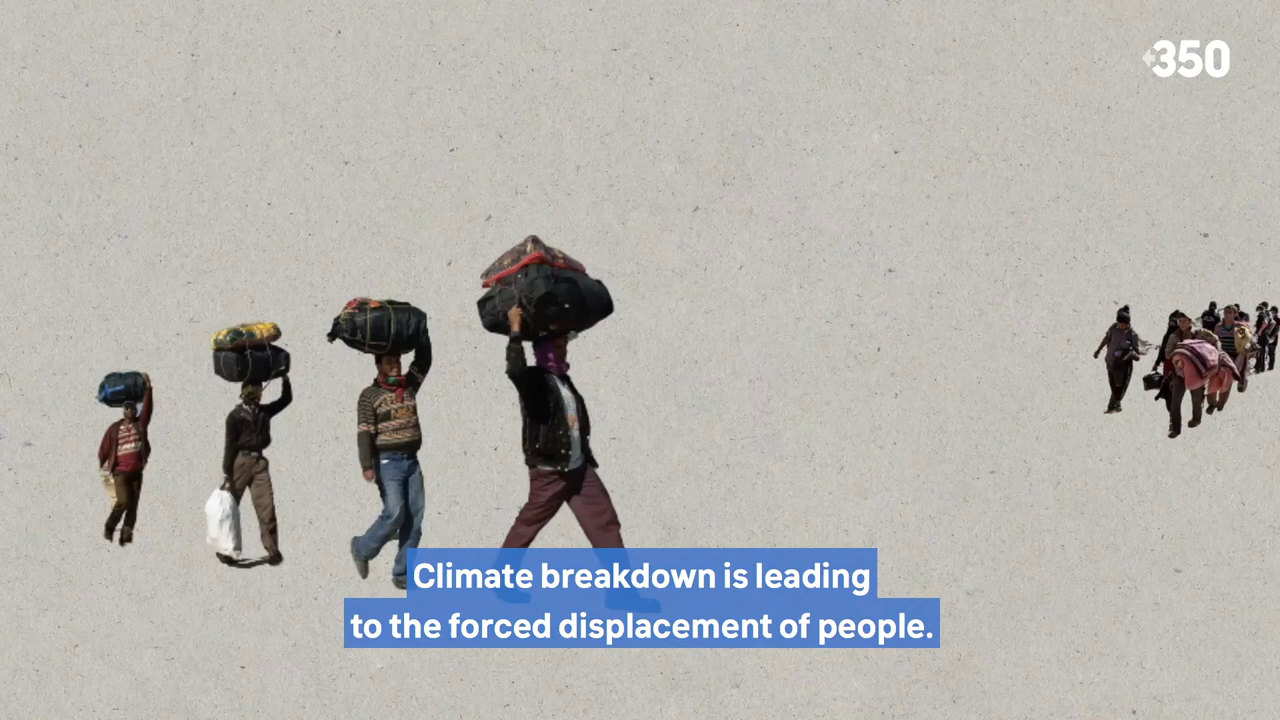 350
Climate breakdown is leading
to the forced displacement of people.